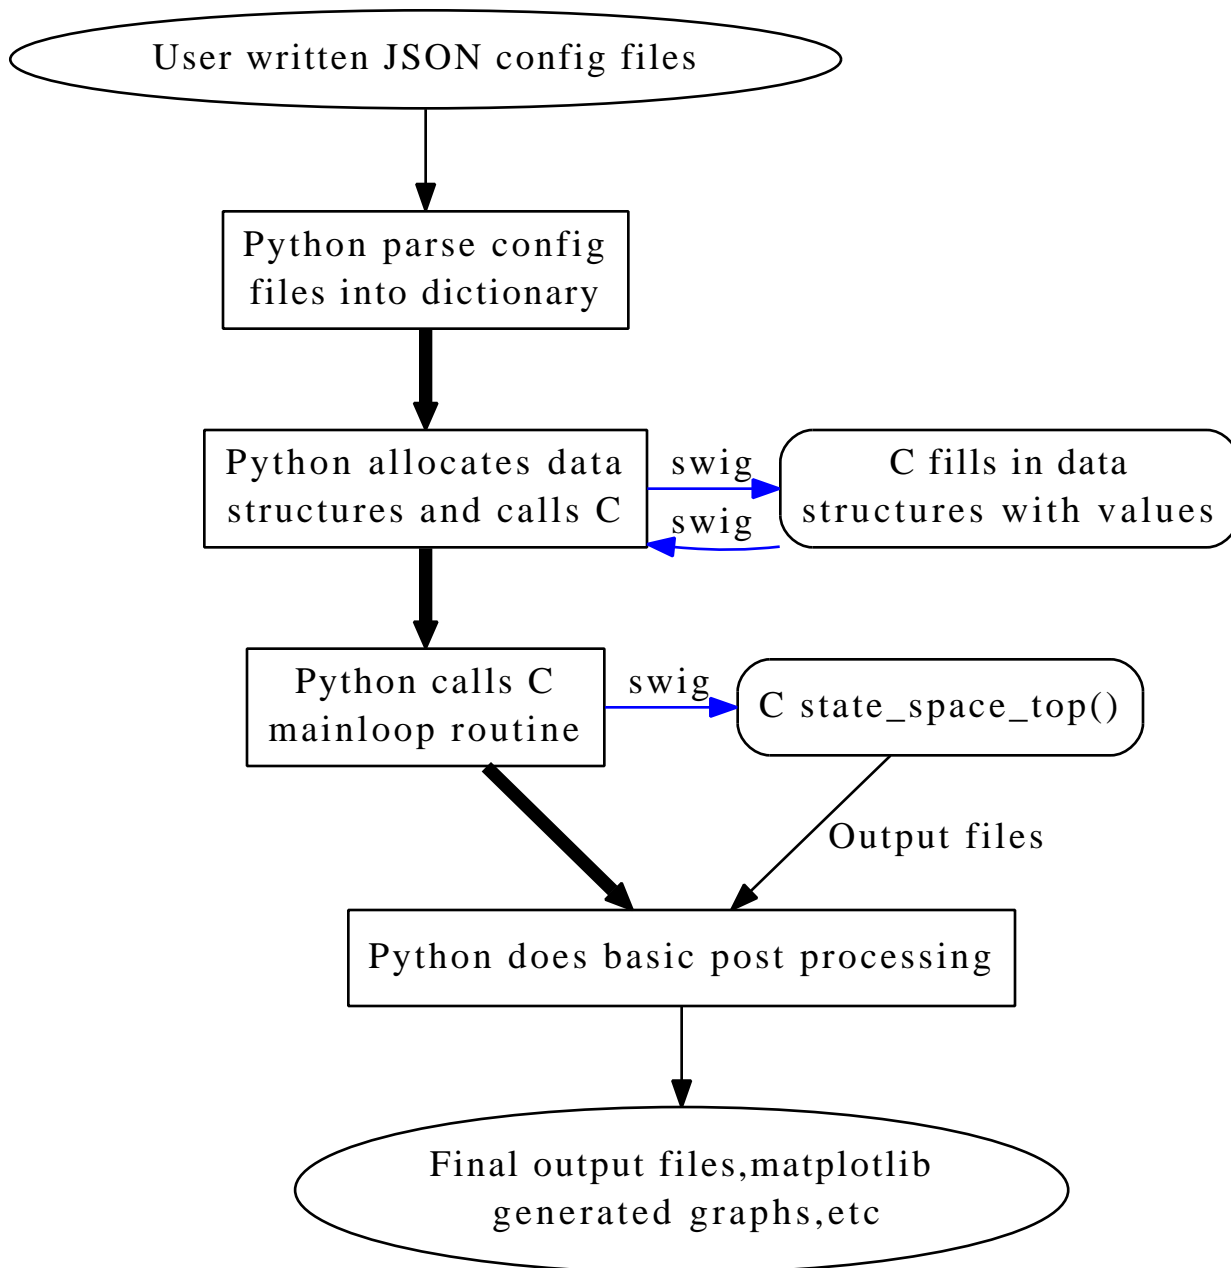 User written JSON config files
Python parse config
files into dictionary
Python allocates data
structures and calls C
swig
swig
C fills in data
structures with values
Python calls C
mainloop routine
swig
C state_space_top()
Output files
Python does basic post processing
Final output files,matplotlib
generated graphs,etc